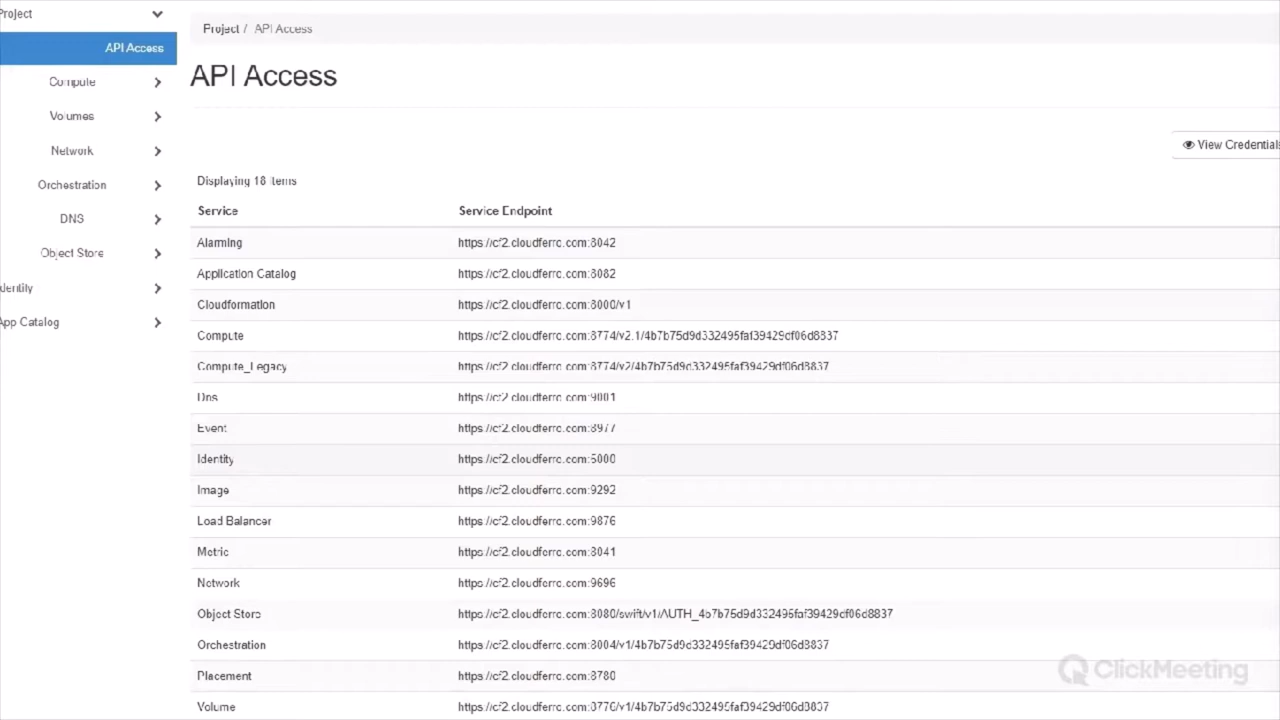 Project
API Access
Compute
Volumes
Network
Orchestration
DNS
Object Store
dentity
App Catalog
Project / API Access
API Access
View Credentials
Displaying 18 items
Service Service Endpoint
Alarming https://cf2.cloudferro.com:8042
Application Catalog https://cf2.cloudferro.com:8082
Cloudformation https://cf2.cloudferro.com:8000/v1
Compute https://cf2.cloudferro.com:8774/v2.1/4b7b75d9d332495faf39429df06d8837
Compute_Legacy https://cf2.cloudferro.com:8774/v2/4b7b75d9d332495faf39429df06d8837
Dns https://cf2.cloudferro.com:9001
Event https://cf2.cloudferro.com:8977
Identity https://cf2.cloudferro.com:5000
Image https://cf2.cloudferro.com:9292
Load Balancer https://cf2.cloudferro.com:9876
Metric https://cf2.cloudferro.com:8041
Network https://cf2.cloudferro.com:9696
Object Store https://cf2.cloudferro.com:8080/swift/v1/AUTH_4b7b75d9d332495faf39429df06d8837
Orchestration https://cf2.cloudferro.com:8004/v1/4b7b75d9d332495faf39429df06d8837
Placement https://cf2.cloudferro.com:8780
Volume https://cf2.cloudferro.com:8776/v1/4b7b75d9d332495faf39429df06d8837
ClickMeeting